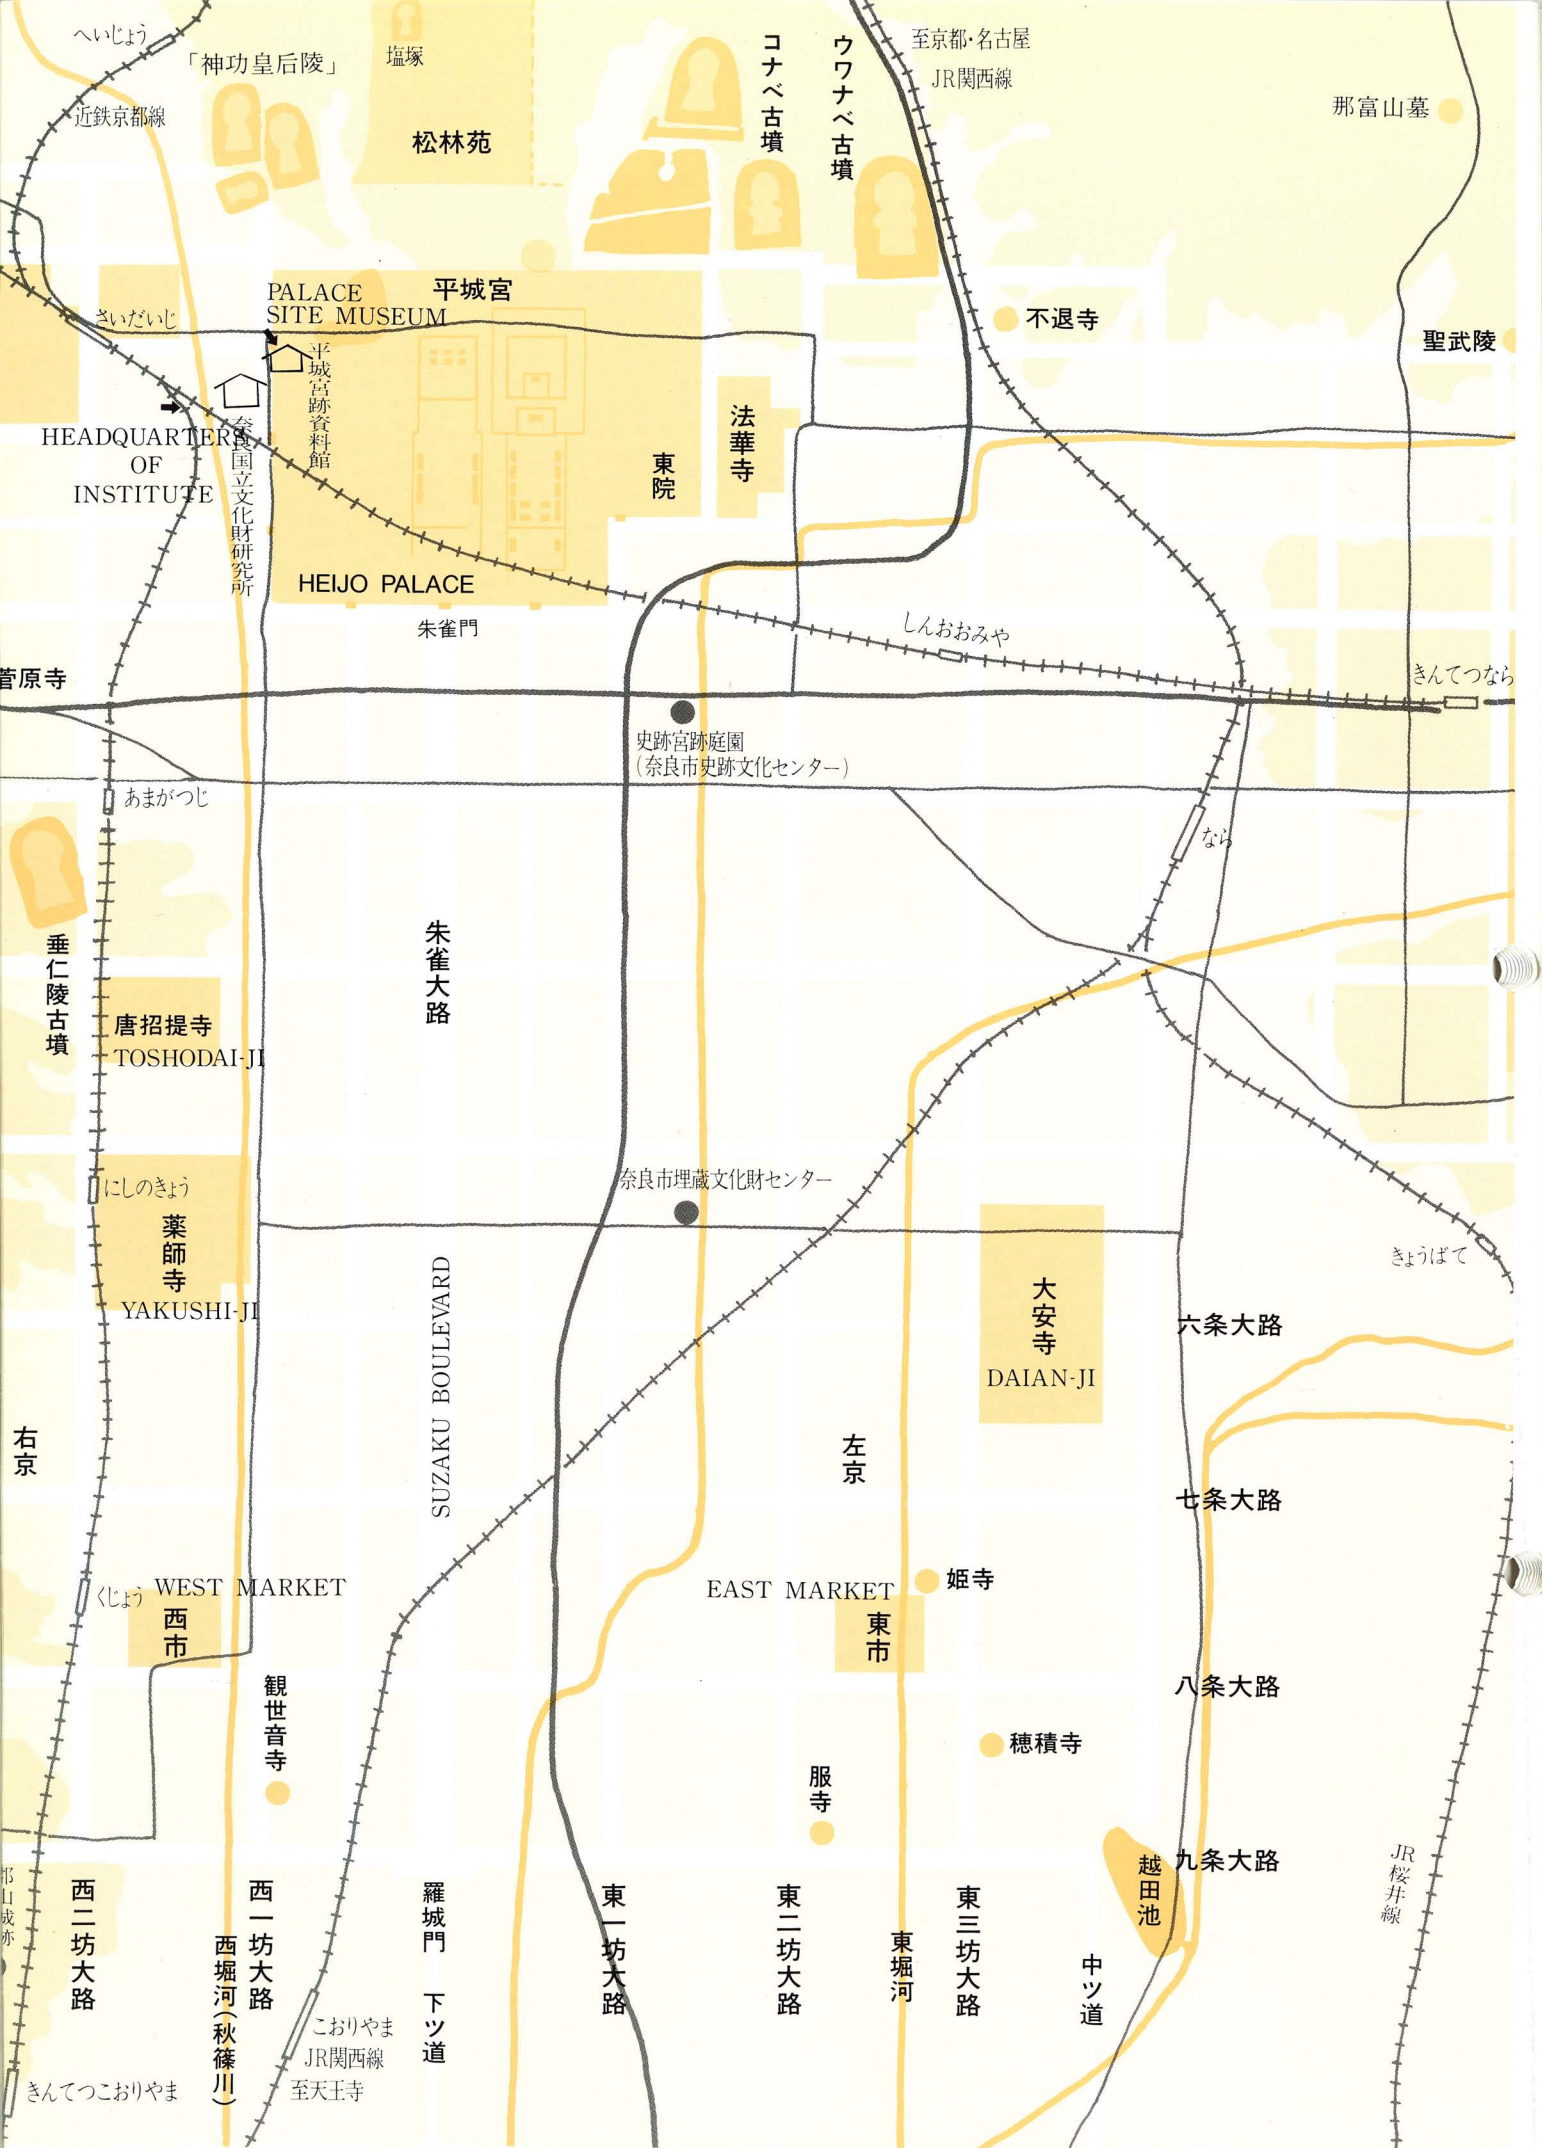 へいじょう
「神功皇后陵」
塩塚
近鉄京都線
松林苑
コナベ古墳
ウワナベ古墳
至京都・名古屋
JR関西線
那富山墓
さいだいじ
PALACE
SITE MUSEUM
平城宮
平城宮跡資料館
不退寺
聖武陵
HEADQUARTERS
OF
INSTITUTE
奈良国立文化財研究所
法華寺
東院
HEIJO PALACE
朱雀門
しんおおみや
きんてつなら
菅原寺
史跡宮跡庭園
(奈良市史跡文化センター)
あまがつじ
なら
垂仁陵古墳
朱雀大路
唐招提寺
TOSHODAI-JI
にしのきょう
薬師寺
YAKUSHI-JI
奈良市埋蔵文化財センター
SUZAKU BOULEVARD
大安寺
DAIAN-JI
きょうばて
六条大路
右京
左京
七条大路
くじょう
WEST MARKET
西市
EAST MARKET
東市
姫寺
観世音寺
八条大路
穂積寺
服寺
越田池
九条大路
JR桜井線
郡山城跡
西二坊大路
西堀河(秋篠川)
西一坊大路
羅城門 下ツ道
東一坊大路
東二坊大路
東堀河
東三坊大路
中ツ道
こおりやま
JR関西線
至天王寺
きんてつこおりやま